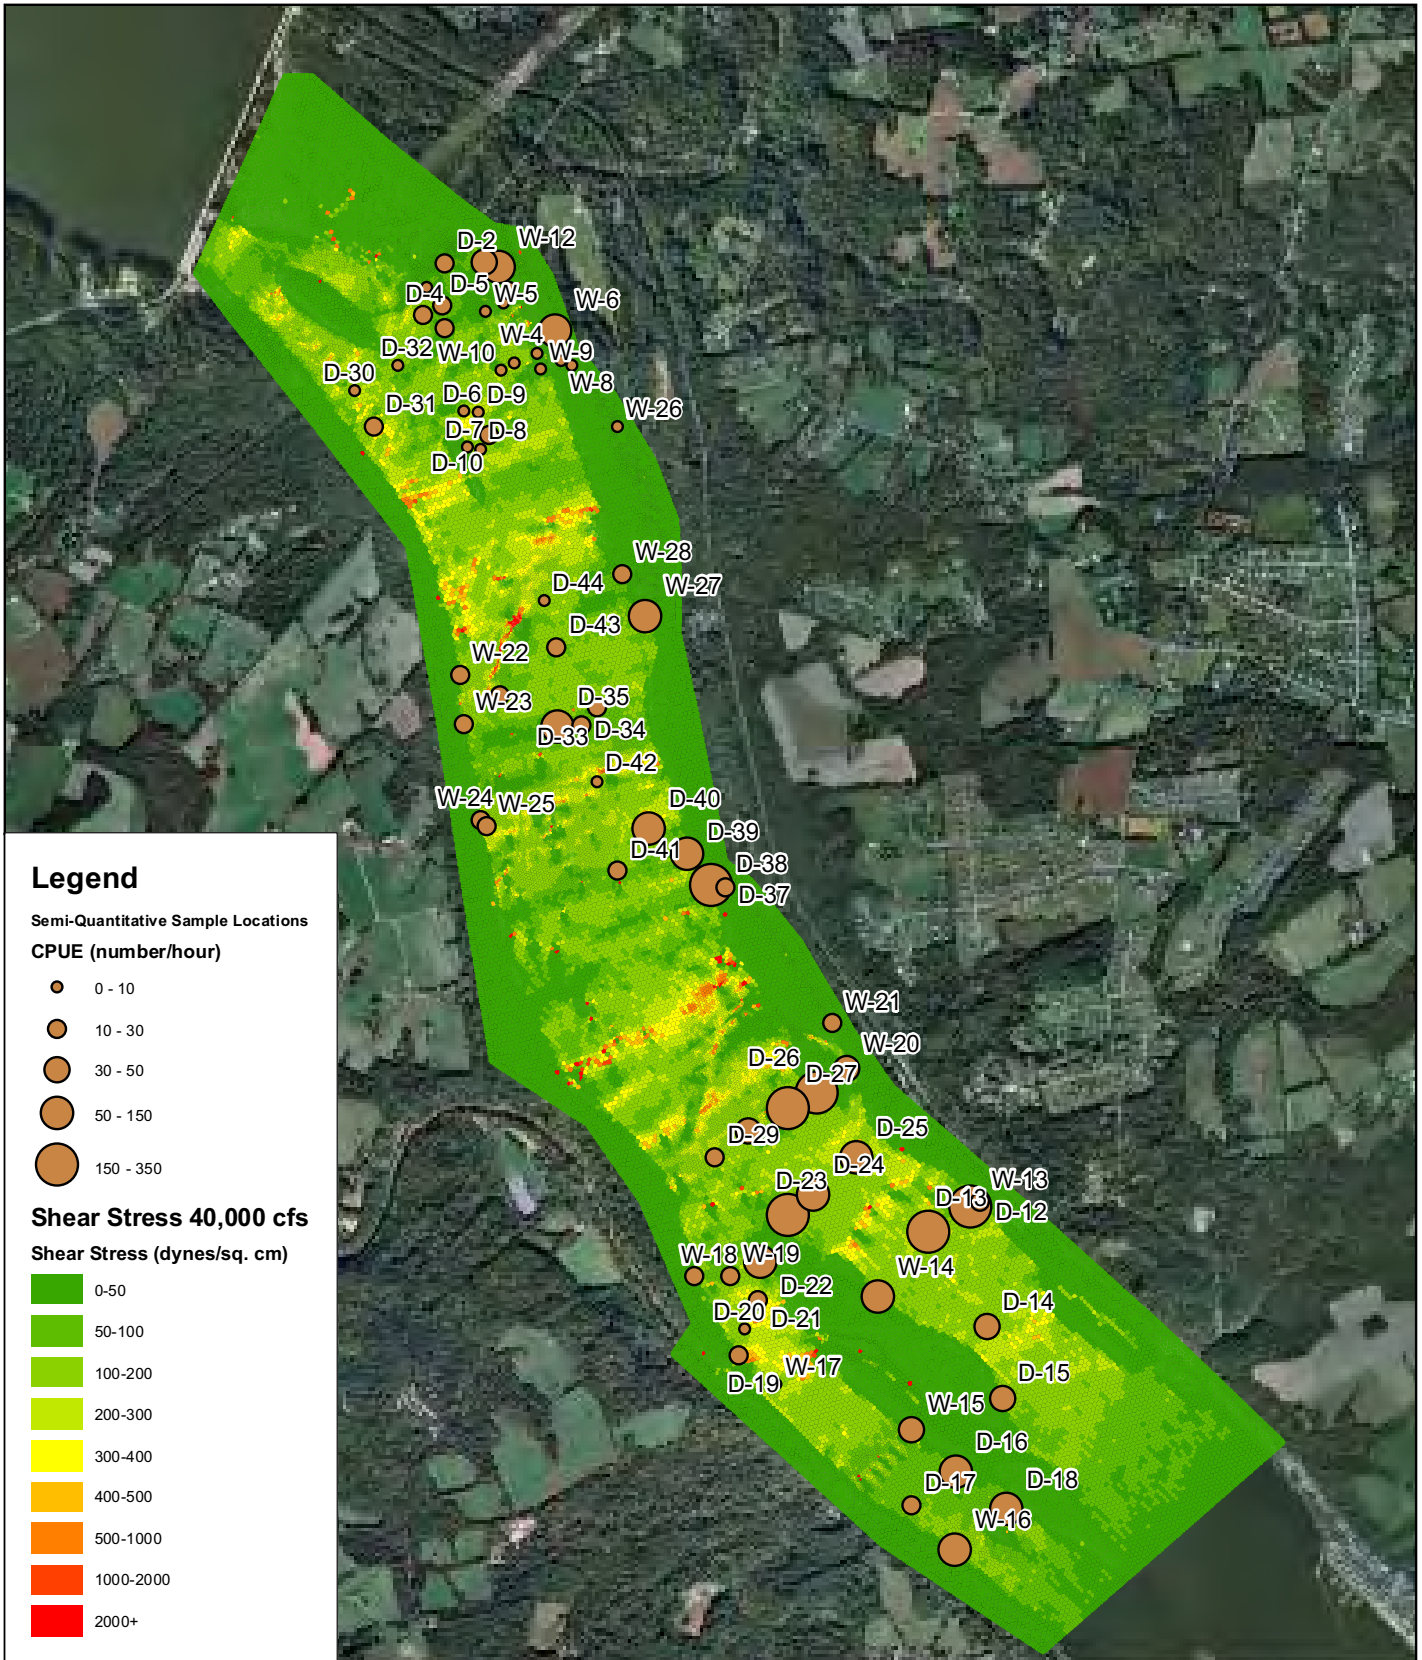 D-2
W-12
D-5
D-4
W-5
W-6
W-4
D-32
W-10
W-9
D-30
W-8
D-6
D-9
D-31
W-26
D-7
D-8
D-10
W-28
D-44
W-27
D-43
W-22
W-23
D-35
D-33
D-34
D-42
W-24
W-25
D-40
D-39
D-41
D-38
D-37
W-21
W-20
D-26
D-27
D-29
D-25
D-24
D-23
W-13
D-13
D-12
W-18
W-19
W-14
D-22
D-20
D-21
D-14
W-17
D-19
D-15
W-15
D-16
D-17
D-18
W-16
Legend
Semi-Quantitative Sample Locations
CPUE (number/hour)
0 - 10
10 - 30
30 - 50
50 - 150
150 - 350
Shear Stress 40,000 cfs
Shear Stress (dynes/sq. cm)
0-50
50-100
100-200
200-300
300-400
400-500
500-1000
1000-2000
2000+